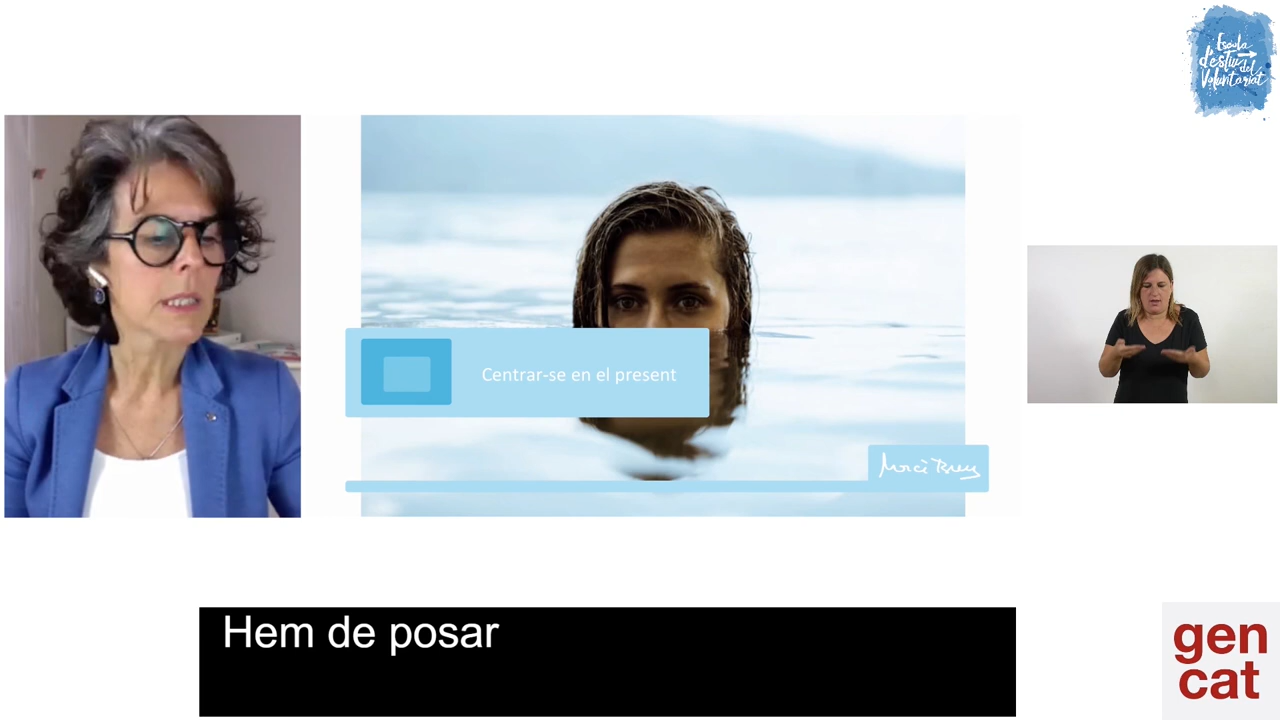 Escola
d'estiu
del
Voluntariat
Centrar-se en el present
Hem de posar
gen
cat